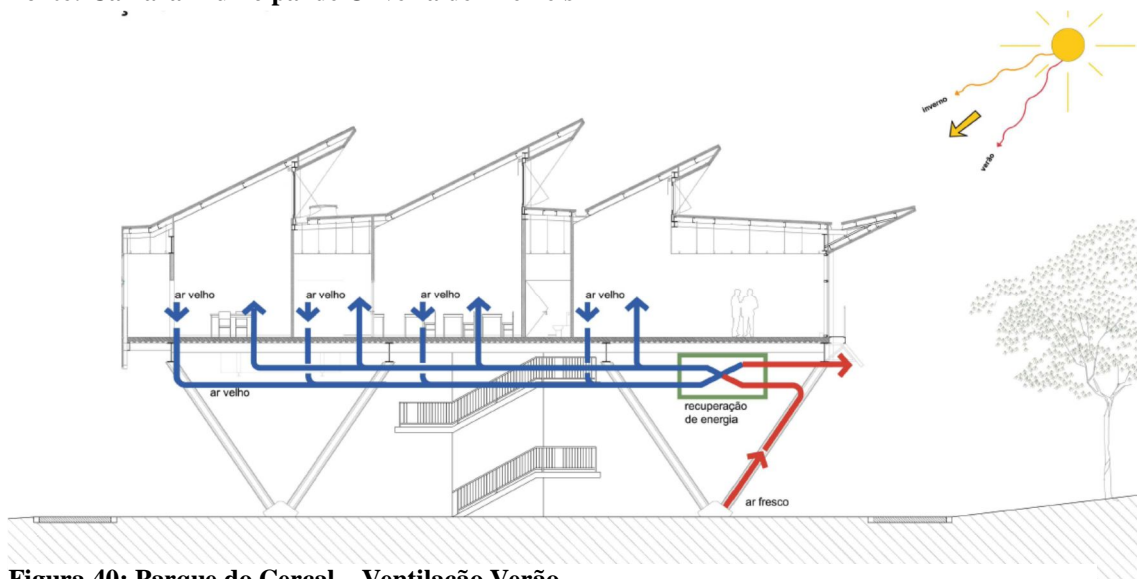 inverno
verão
ar velho
ar velho
ar velho
ar velho
ar velho
recuperação
de energia
ar fresco
Figura 40: Parque do Cercal – Ventilação Verão